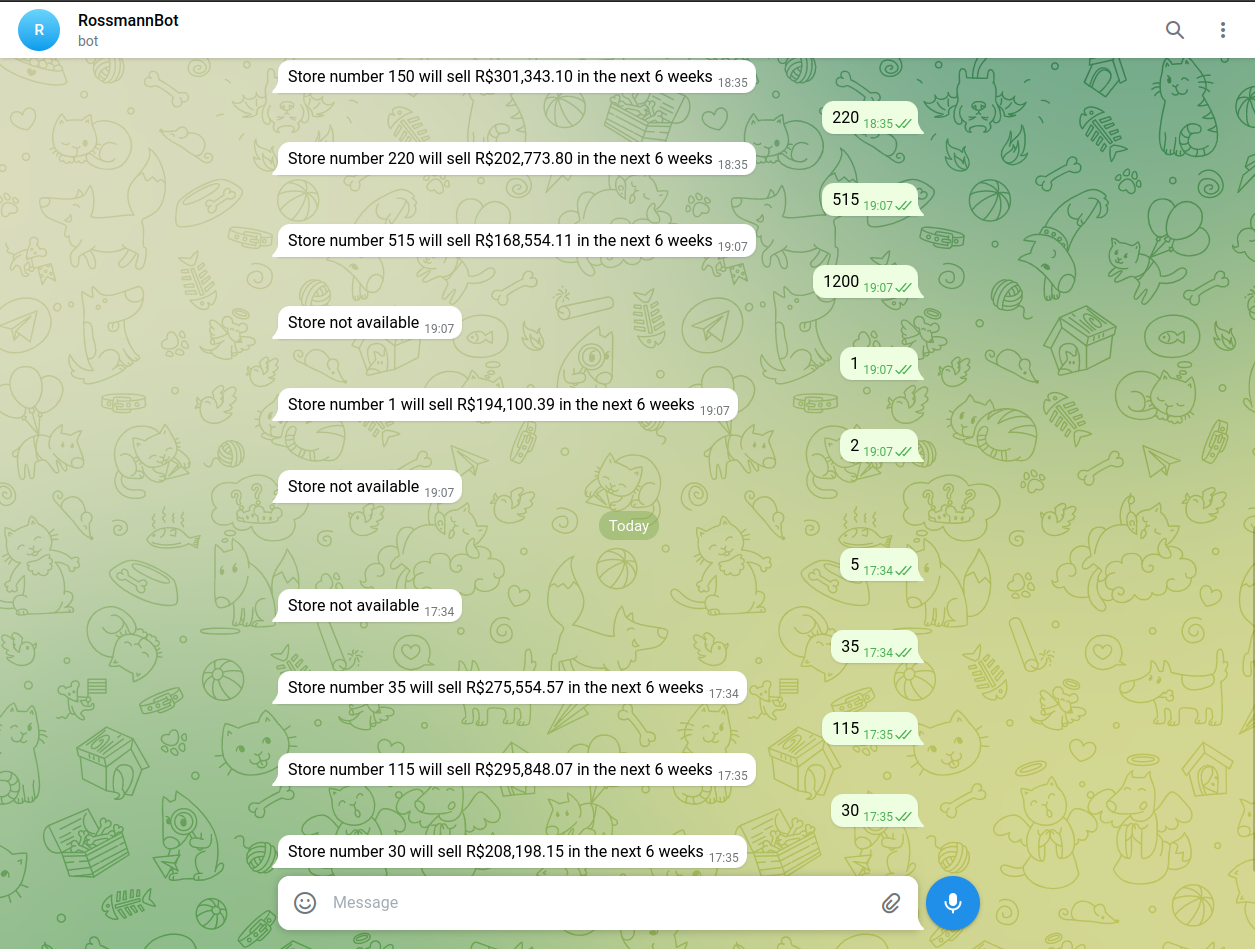 R
RossmannBot
bot
Store number 150 will sell R$301,343.10 in the next 6 weeks 18:35
220 18:35
Store number 220 will sell R$202,773.80 in the next 6 weeks 18:35
515 19:07
Store number 515 will sell R$168,554.11 in the next 6 weeks 19:07
1200 19:07
Store not available 19:07
1 19:07
Store number 1 will sell R$194,100.39 in the next 6 weeks 19:07
2 19:07
Store not available 19:07
Today
5 17:34
Store not available 17:34
35 17:34
Store number 35 will sell R$275,554.57 in the next 6 weeks 17:34
115 17:35
Store number 115 will sell R$295,848.07 in the next 6 weeks 17:35
30 17:35
Store number 30 will sell R$208,198.15 in the next 6 weeks 17:35
Message